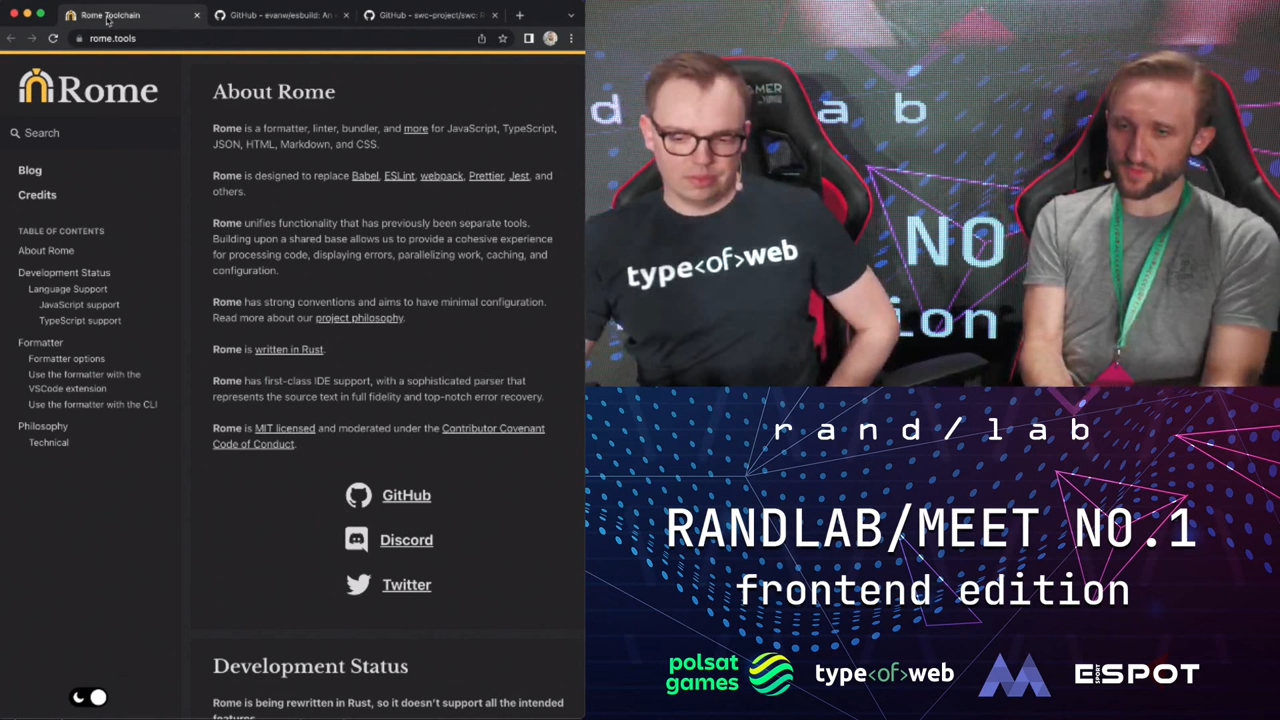 Rome Toolchain
GitHub - evanw/esbuild: An
GitHub - swc-project/swc: R
rome.tools
Rome
Search
Blog
Credits
TABLE OF CONTENTS
About Rome
Development Status
Language Support
JavaScript support
TypeScript support
Formatter
Formatter options
Use the formatter with the
VSCode extension
Use the formatter with the CLI
Philosophy
Technical
About Rome
Rome is a formatter, linter, bundler, and more for JavaScript, TypeScript,
JSON, HTML, Markdown, and CSS.
Rome is designed to replace Babel, ESLint, webpack, Prettier, Jest, and
others.
Rome unifies functionality that has previously been separate tools.
Building upon a shared base allows us to provide a cohesive experience
for processing code, displaying errors, parallelizing work, caching, and
configuration.
Rome has strong conventions and aims to have minimal configuration.
Read more about our project philosophy.
Rome is written in Rust.
Rome has first-class IDE support, with a sophisticated parser that
represents the source text in full fidelity and top-notch error recovery.
Rome is MIT licensed and moderated under the Contributor Covenant
Code of Conduct.
GitHub
Discord
Twitter
Development Status
Rome is being rewritten in Rust, so it doesn't support all the intended
features.
d lab
GAMER
NO
ion
type<of>web
rand/lab
RANDLAB/MEET NO.1
frontend edition
polsat
games
type<of>web
ESPOT